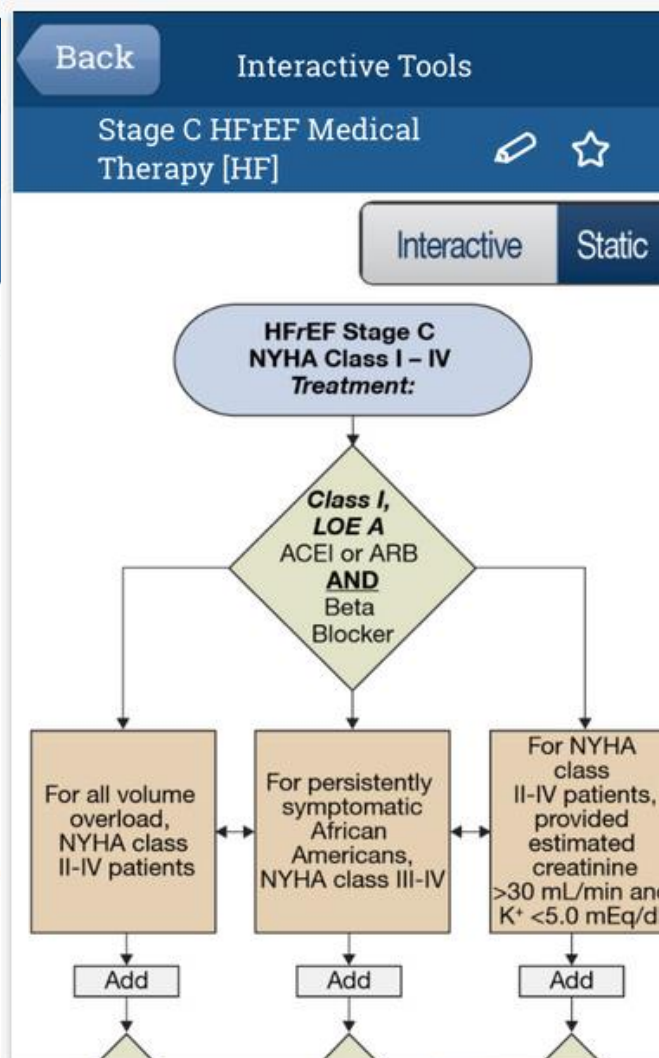 Back
Interactive Tools
Stage C HFrEF Medical
Therapy [HF]
Interactive
Static
HFrEF Stage C
NYHA Class I – IV
Treatment:
Class I,
LOE A
ACEI or ARB
AND
Beta
Blocker
For all volume
overload,
NYHA class
II-IV patients
For persistently
symptomatic
African
Americans,
NYHA class III-IV
For NYHA
class
II-IV patients,
provided
estimated
creatinine
>30 mL/min and
K⁺ <5.0 mEq/d
Add
Add
Add